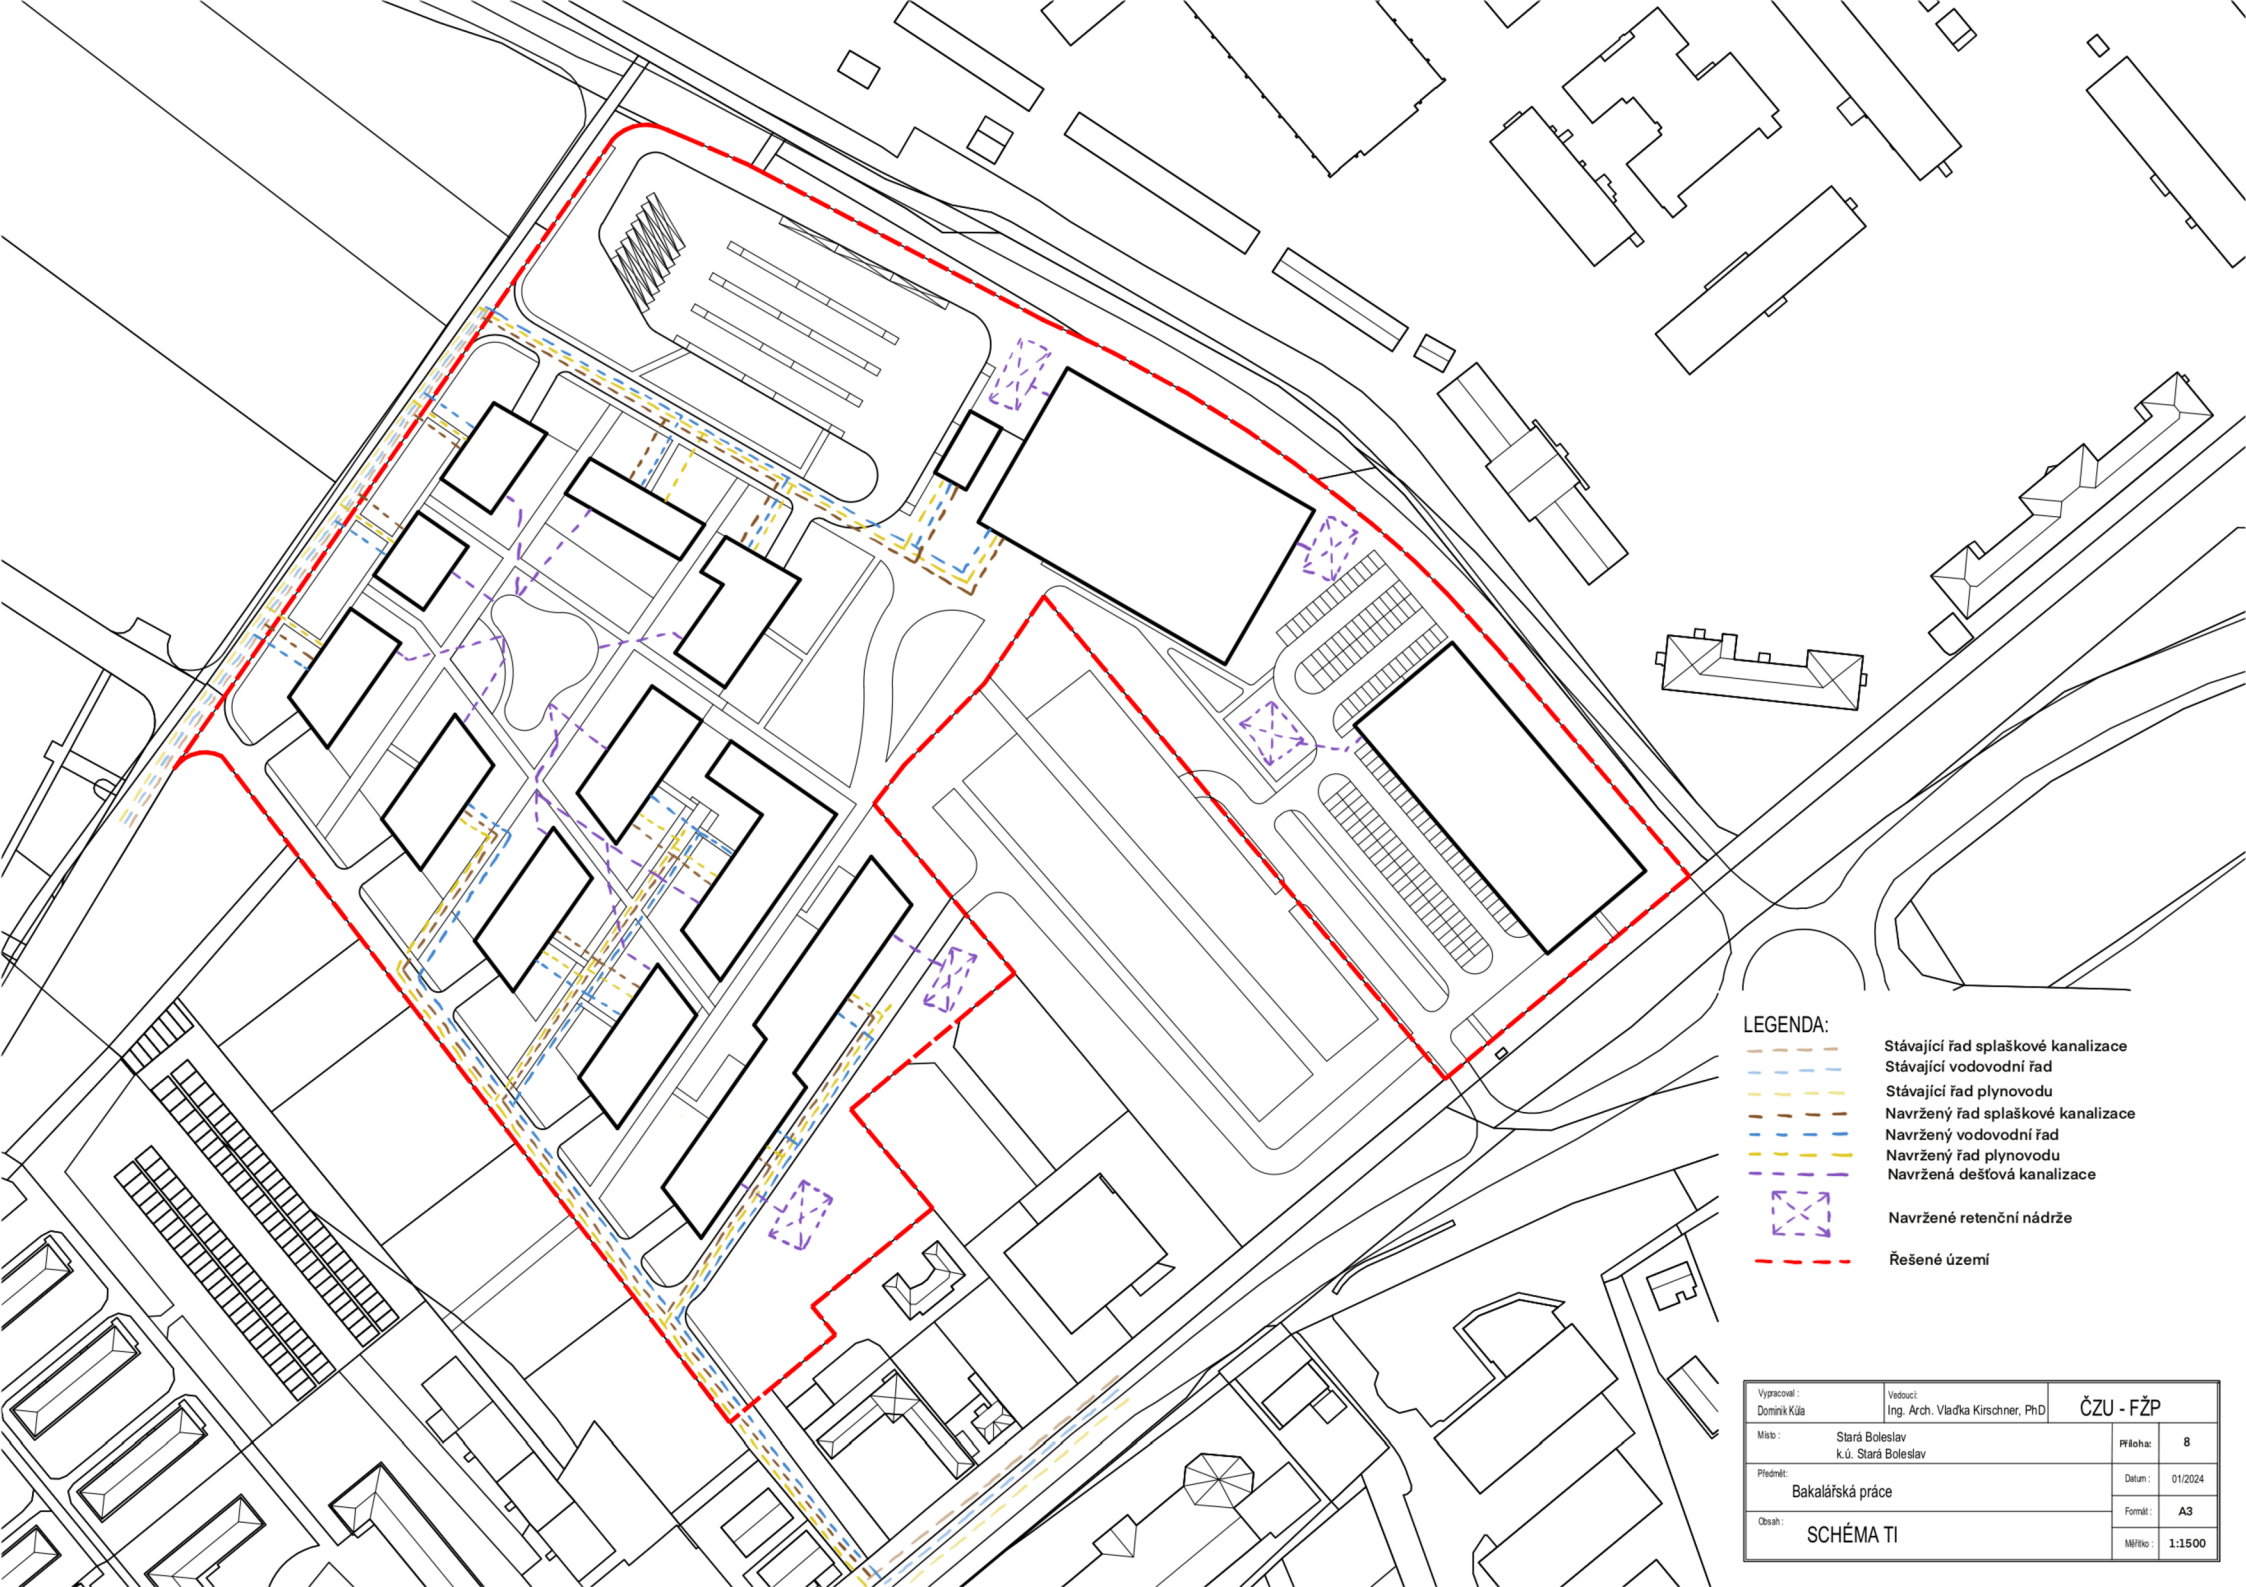 LEGENDA:
Stávající řad splaškové kanalizace
Stávající vodovodní řad
Stávající řad plynovodu
Navržený řad splaškové kanalizace
Navržený vodovodní řad
Navržený řad plynovodu
Navržená dešťová kanalizace
Navržené retenční nádrže
Řešené území
Vypracoval :
Dominik Kůla
Vedoucí:
Ing. Arch. Vlaďka Kirschner, PhD
ČZU - FŽP
Místo :
Stará Boleslav
k.ú. Stará Boleslav
Příloha:
8
Předmět:
Bakalářská práce
Datum :
01/2024
Formát :
A3
Obsah :
SCHÉMA TI
Měřítko :
1:1500